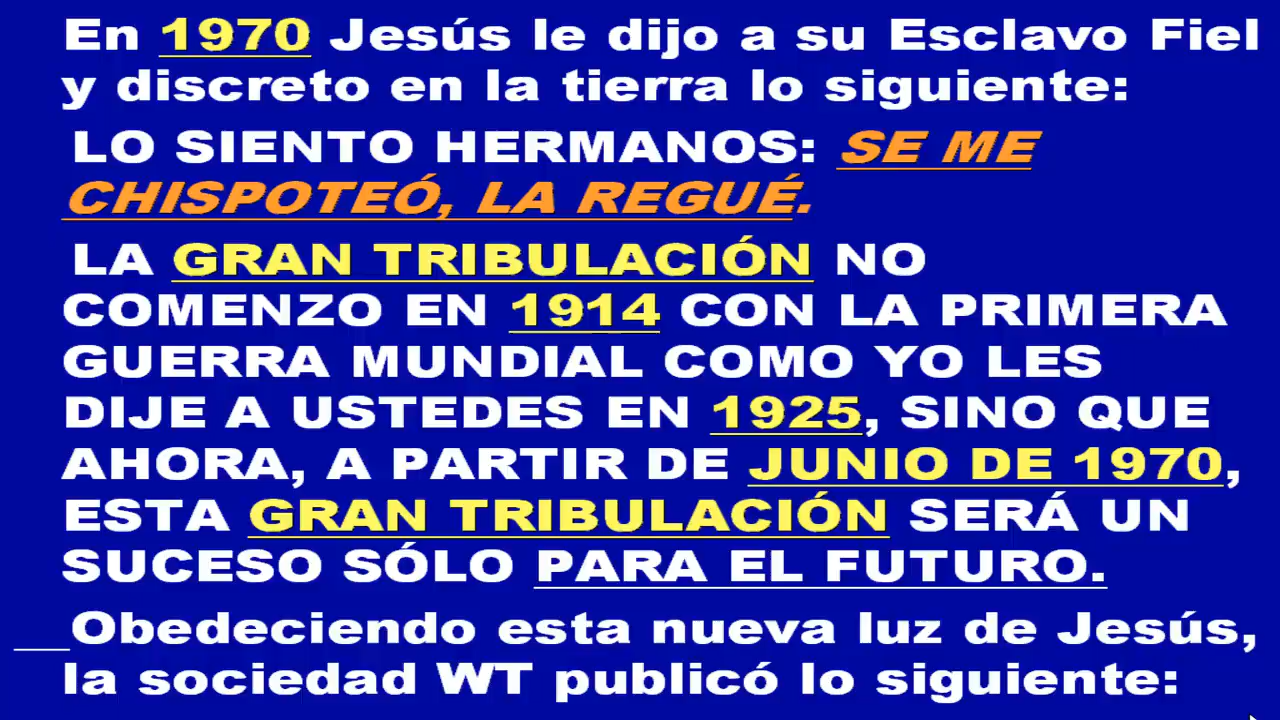 En 1970 Jesús le dijo a su Esclavo Fiel
y discreto en la tierra lo siguiente:
LO SIENTO HERMANOS: SE ME
CHISPOTEÓ, LA REGUÉ.
LA GRAN TRIBULACIÓN NO
COMENZO EN 1914 CON LA PRIMERA
GUERRA MUNDIAL COMO YO LES
DIJE A USTEDES EN 1925, SINO QUE
AHORA, A PARTIR DE JUNIO DE 1970,
ESTA GRAN TRIBULACIÓN SERÁ UN
SUCESO SÓLO PARA EL FUTURO.
___Obedeciendo esta nueva luz de Jesús,
la sociedad WT publicó lo siguiente: